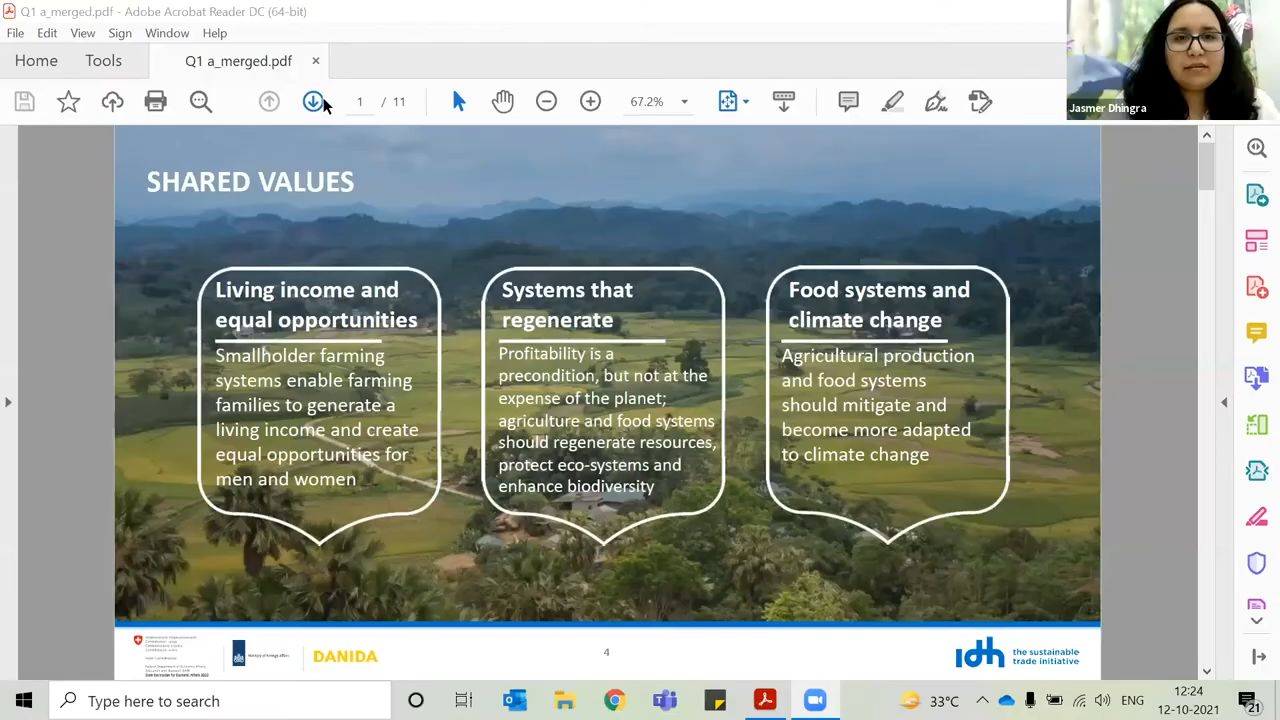 Q1 a_merged.pdf - Adobe Acrobat Reader DC (64-bit)
File Edit View Sign Window Help
Home Tools Q1 a_merged.pdf ×
1 / 11 67.2%
Jasmer Dhingra
SHARED VALUES
Living income and
equal opportunities
Smallholder farming
systems enable farming
families to generate a
living income and create
equal opportunities for
men and women
Systems that
regenerate
Profitability is a
precondition, but not at the
expense of the planet;
agriculture and food systems
should regenerate resources,
protect eco-systems and
enhance biodiversity
Food systems and
climate change
Agricultural production
and food systems
should mitigate and
become more adapted
to climate change
Ministry of Foreign Affairs
DANIDA
4
idh
the sustainable
trade initiative
Type here to search
33°C
ENG
12:24
12-10-2021
21